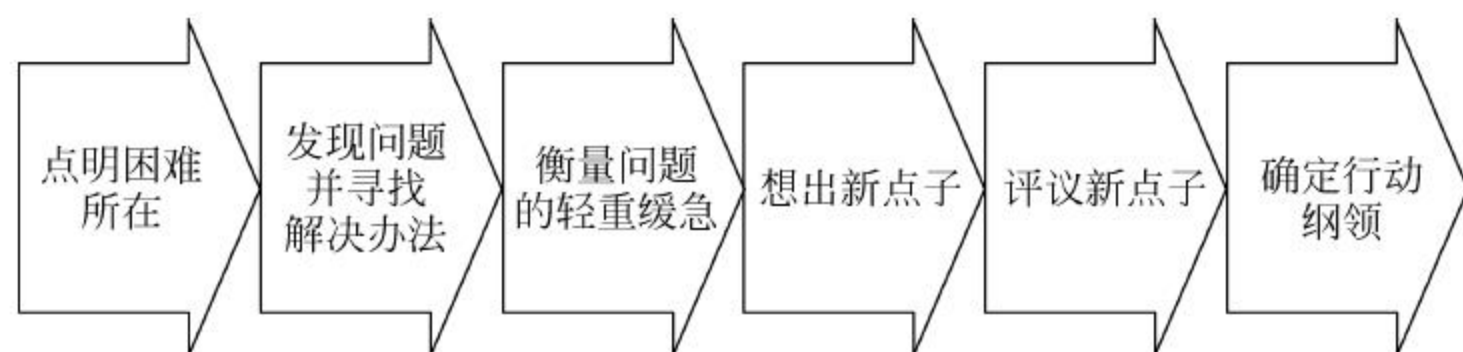 点明困难
所在
发现问题
并寻找
解决办法
衡量问题
的轻重缓急
想出新点子
评议新点子
确定行动
纲领